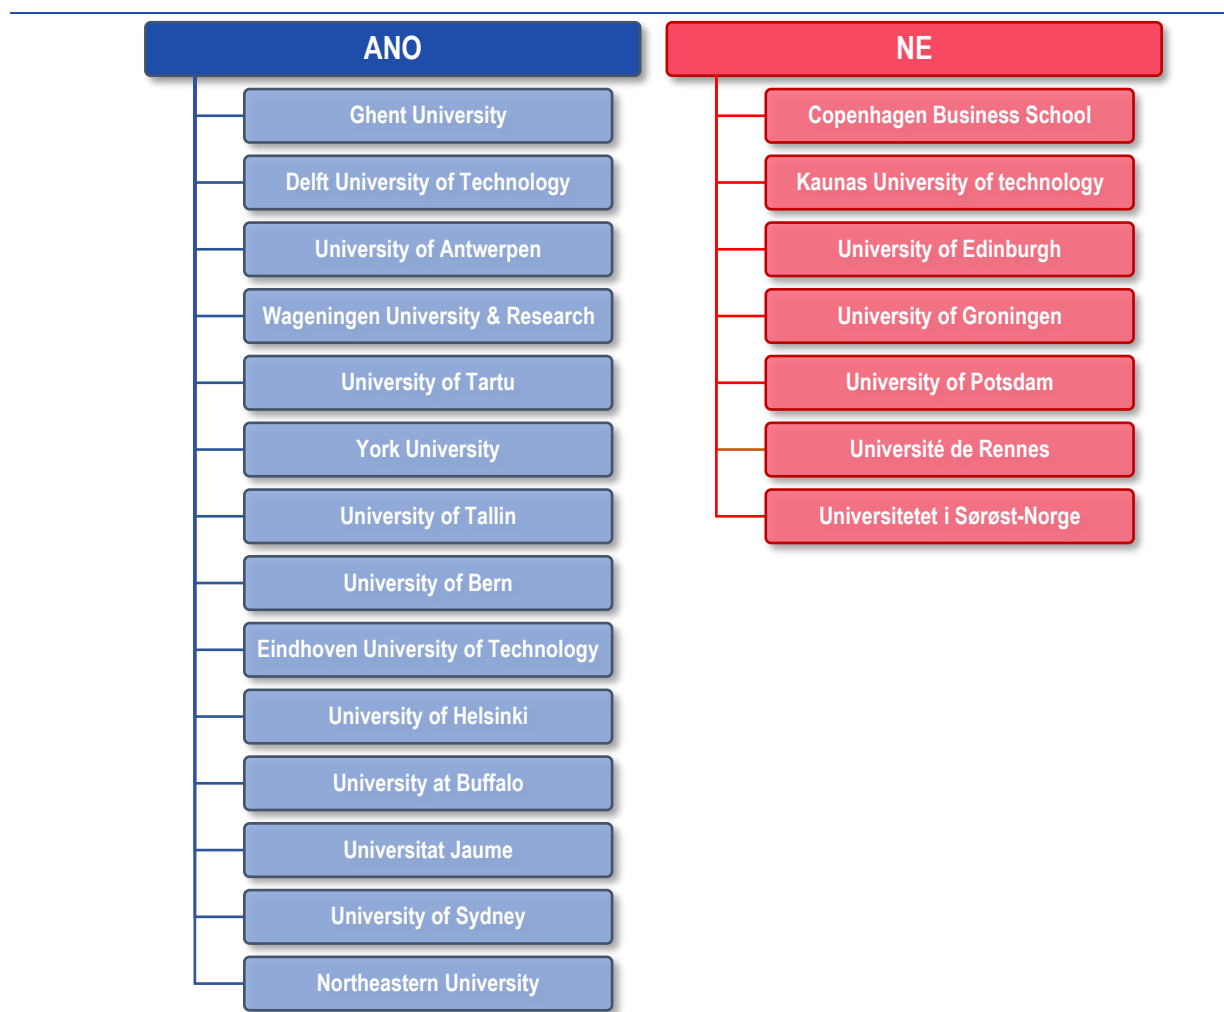 ANO
Ghent University
Delft University of Technology
University of Antwerpen
Wageningen University & Research
University of Tartu
York University
University of Tallin
University of Bern
Eindhoven University of Technology
University of Helsinki
University at Buffalo
Universitat Jaume
University of Sydney
Northeastern University
NE
Copenhagen Business School
Kaunas University of technology
University of Edinburgh
University of Groningen
University of Potsdam
Université de Rennes
Universitetet i Sørøst-Norge